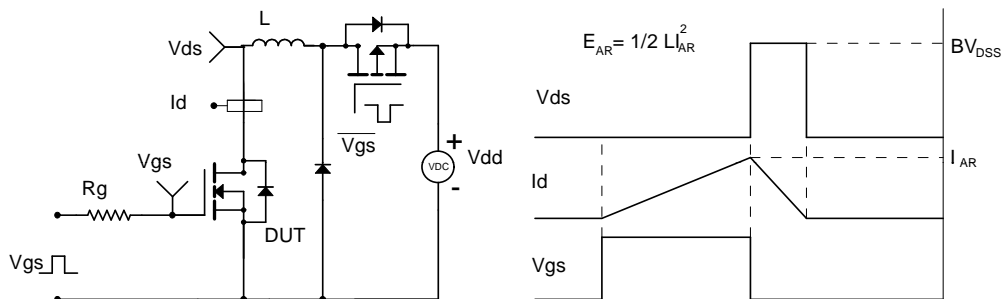 L
Vds
Id
Vgs
Rg
DUT
Vgs
Vgs
+
VDC
-
Vdd
E_AR = 1/2 LI_AR^2
BV_DSS
Vds
I_AR
Id
Vgs